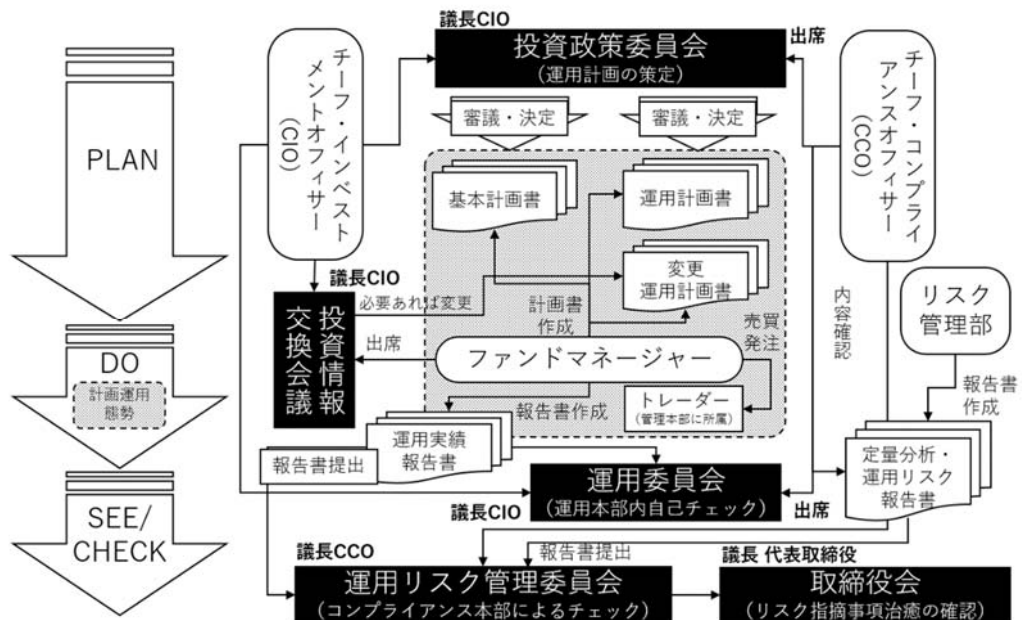 PLAN
DO
計画運用
態勢
SEE/
CHECK
チーフ・インベスト
メントオフィサー
(CIO)
議長CIO
投資政策委員会
(運用計画の策定)
出席
チーフ・コンプライ
アンスオフィサー
(CCO)
審議・決定
審議・決定
基本計画書
運用計画書
変更
運用計画書
議長CIO
投資情報
交換会議
必要あれば変更
計画書
作成
売買
発注
内容確認
リスク
管理部
出席
ファンドマネージャー
トレーダー
(管理本部に所属)
報告書作成
報告書
作成
運用実績
報告書
報告書提出
定量分析・
運用リスク
報告書
運用委員会
(運用本部内自己チェック)
議長CIO
出席
議長CCO
報告書提出
運用リスク管理委員会
(コンプライアンス本部によるチェック)
議長 代表取締役
取締役会
(リスク指摘事項治癒の確認)